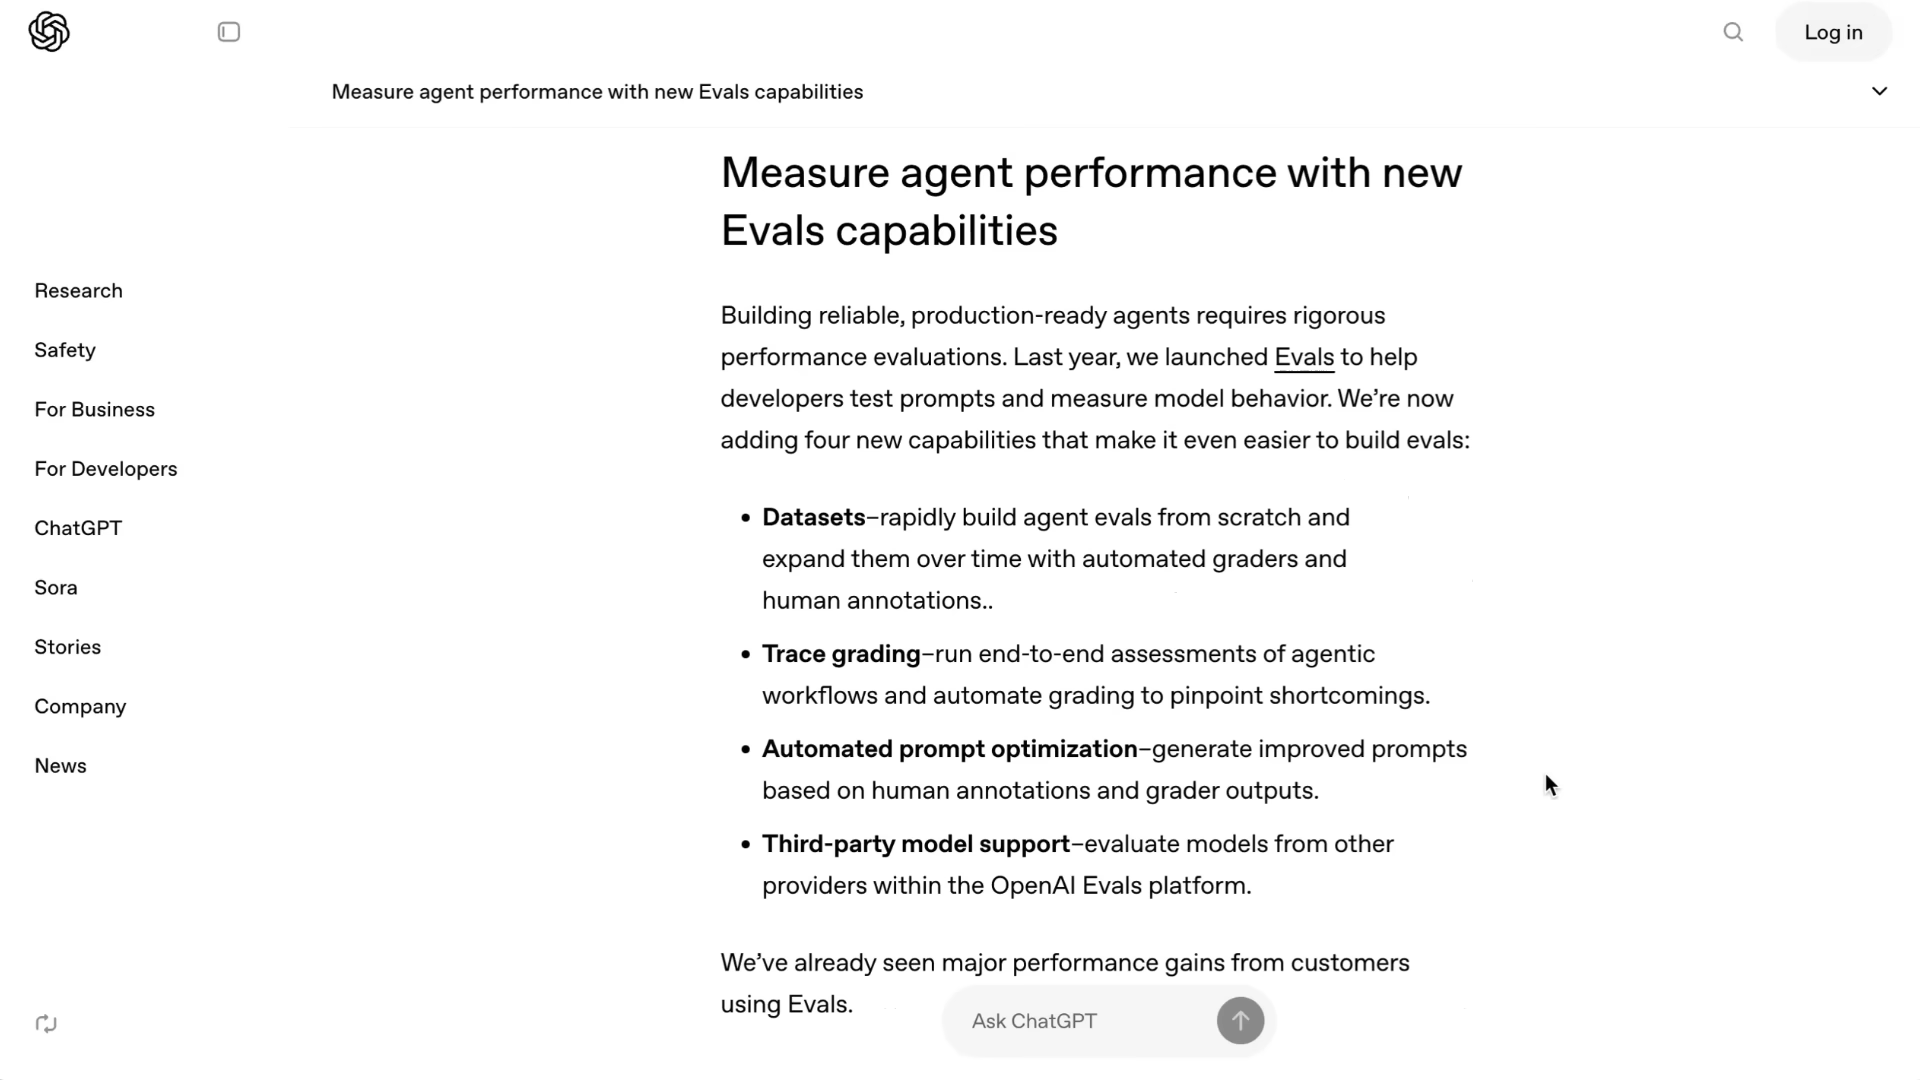 Log in
Measure agent performance with new Evals capabilities
Measure agent performance with new
Evals capabilities
Building reliable, production-ready agents requires rigorous
performance evaluations. Last year, we launched Evals to help
developers test prompts and measure model behavior. We’re now
adding four new capabilities that make it even easier to build evals:
• Datasets–rapidly build agent evals from scratch and
expand them over time with automated graders and
human annotations..
• Trace grading–run end-to-end assessments of agentic
workflows and automate grading to pinpoint shortcomings.
• Automated prompt optimization–generate improved prompts
based on human annotations and grader outputs.
• Third-party model support–evaluate models from other
providers within the OpenAI Evals platform.
We’ve already seen major performance gains from customers
using Evals.
Research
Safety
For Business
For Developers
ChatGPT
Sora
Stories
Company
News
Ask ChatGPT